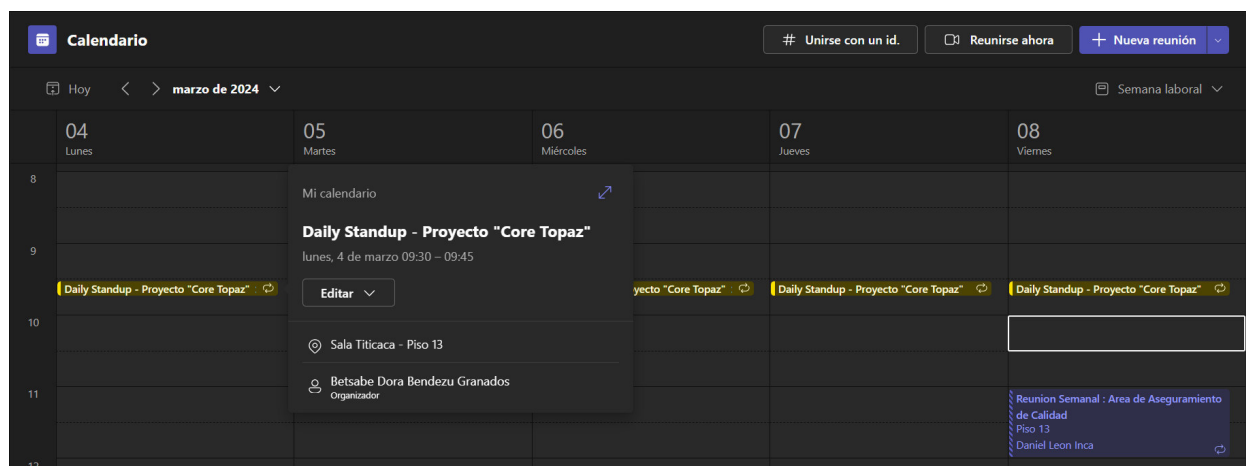 Calendario
# Unirse con un id.
Reunirse ahora
Nueva reunión
Hoy
marzo de 2024
Semana laboral
04
Lunes
05
Martes
06
Miércoles
07
Jueves
08
Viernes
8
9
10
11
12
Mi calendario
Daily Standup - Proyecto "Core Topaz"
lunes, 4 de marzo 09:30 – 09:45
Editar
Sala Titicaca - Piso 13
Betsabe Dora Bendezu Granados
Organizador
Daily Standup - Proyecto "Core Topaz"
"Core Topaz"
Daily Standup - Proyecto "Core Topaz"
Daily Standup - Proyecto "Core Topaz"
Reunion Semanal : Area de Aseguramiento
de Calidad
Piso 13
Daniel Leon Inca